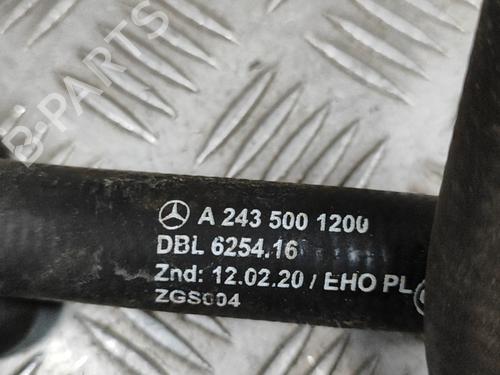 B-PARTS
A 243 500 1200
DBL 6254.16
Znd: 12.02.20 / EHO PL
ZGS004